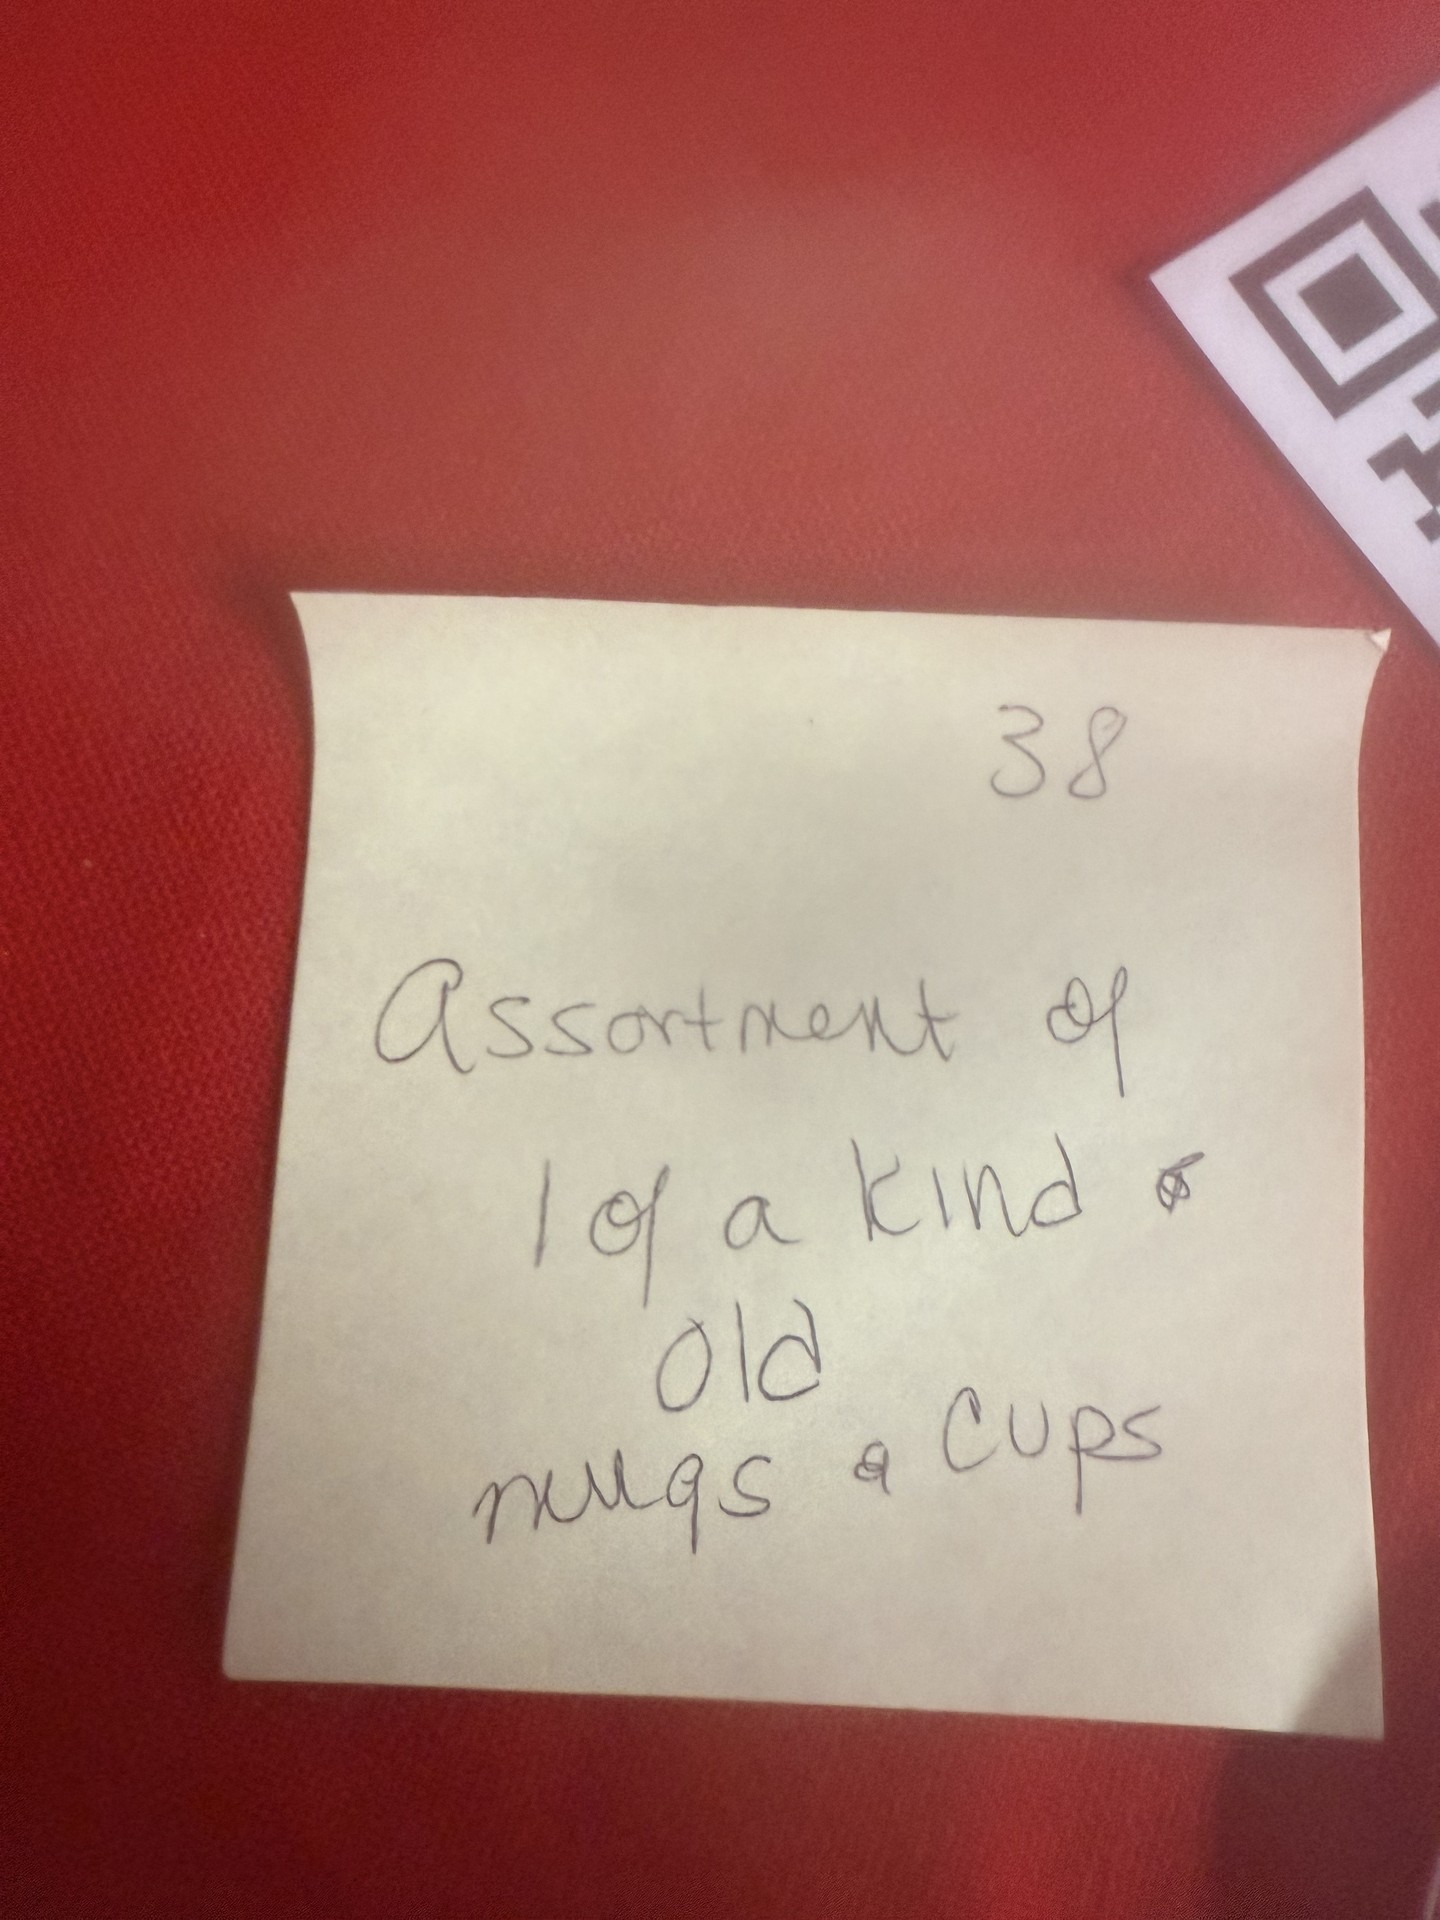 38
Assortment of
1 of a kind &
old
mugs & cups